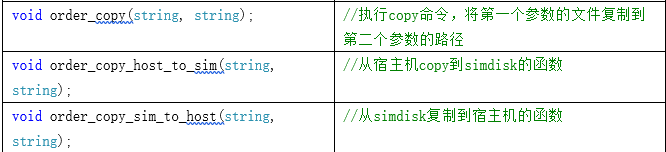 void order_copy(string, string);
//执行copy命令，将第一个参数的文件复制到
第二个参数的路径
void order_copy_host_to_sim(string,
string);
//从宿主机copy到simdisk的函数
void order_copy_sim_to_host(string,
string);
//从simdisk复制到宿主机的函数